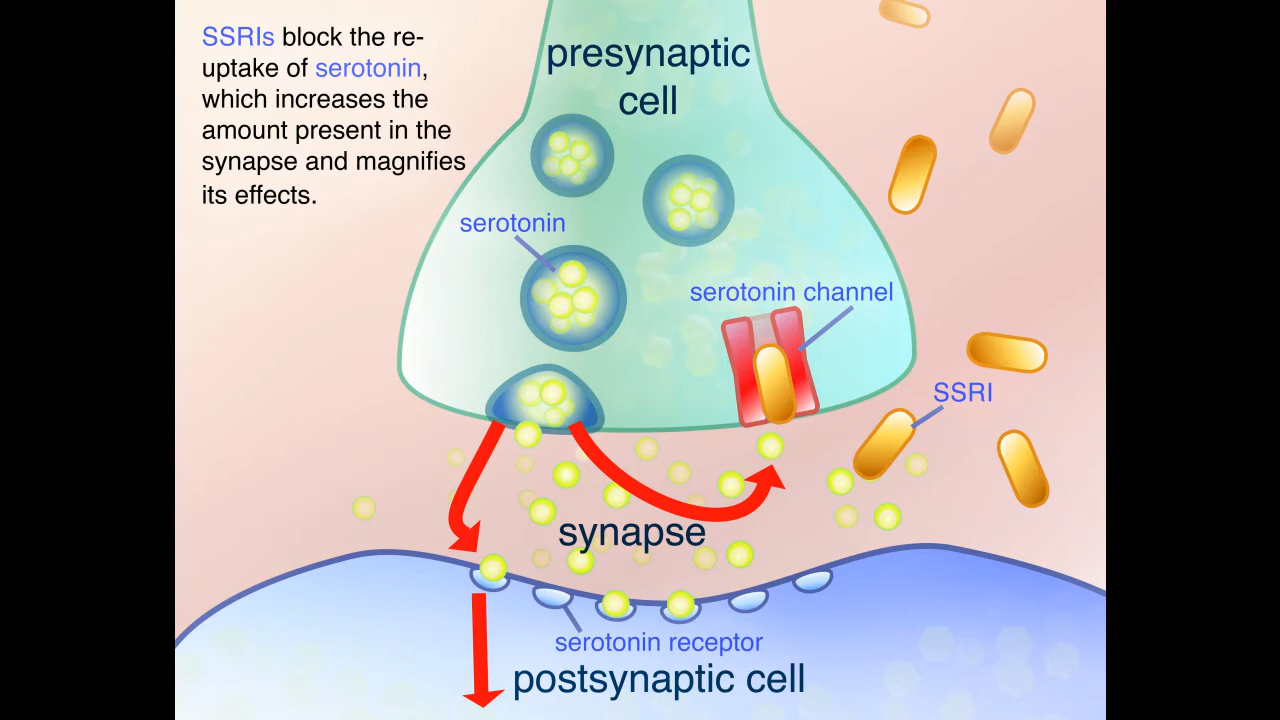 SSRIs block the re-
uptake of serotonin,
which increases the
amount present in the
synapse and magnifies
its effects.
presynaptic
cell
serotonin
serotonin channel
SSRI
synapse
serotonin receptor
postsynaptic cell